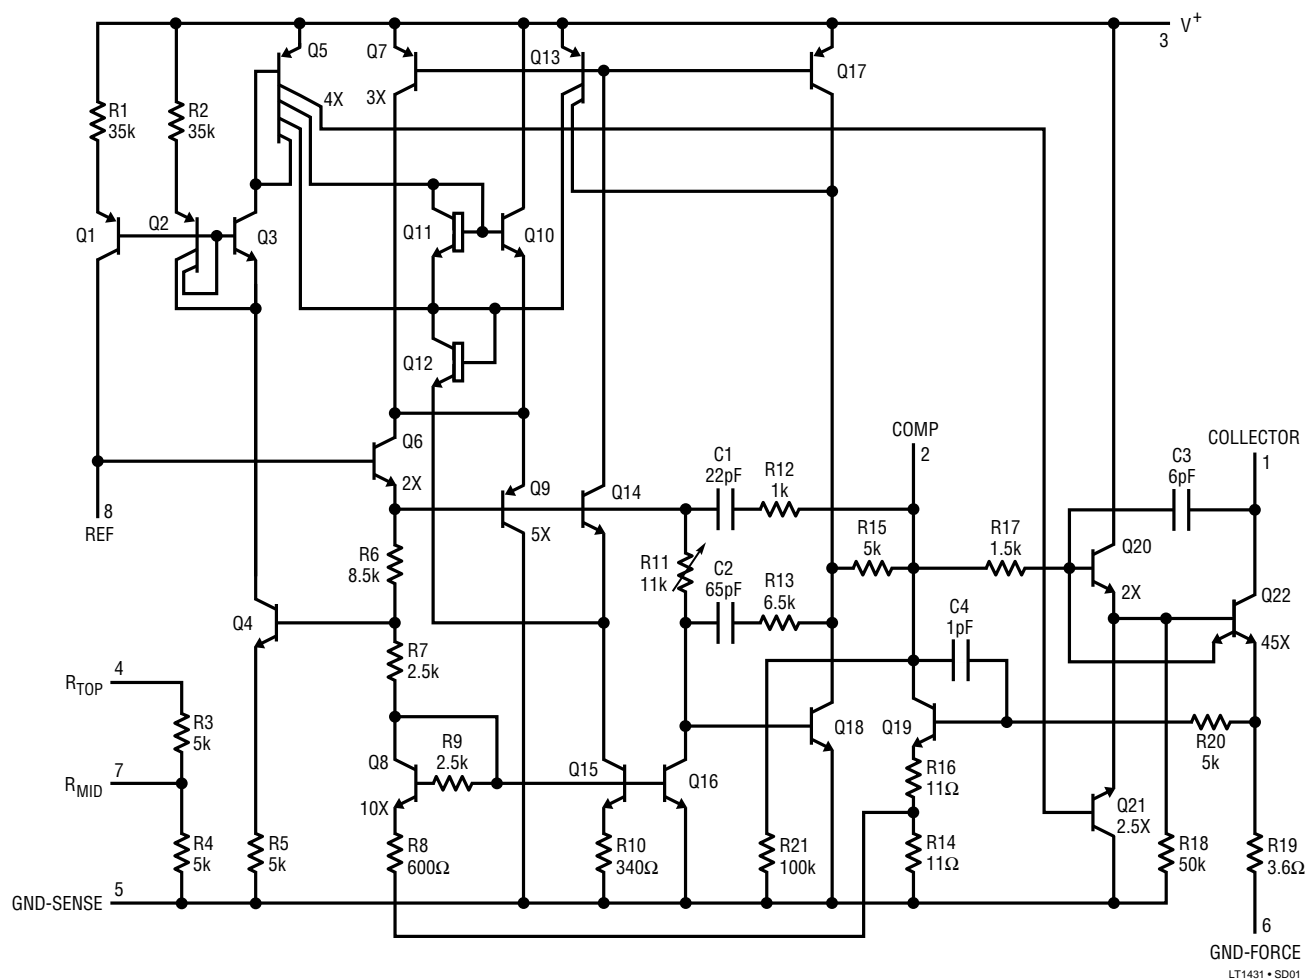 V+
3
Q5
Q7
Q13
Q17
4X
3X
R1
35k
R2
35k
Q1
Q2
Q3
Q11
Q10
Q12
COMP
2
COLLECTOR
1
Q6
2X
C1
22pF
R12
1k
C3
6pF
8
REF
Q9
5X
Q14
R6
8.5k
R11
11k
C2
65pF
R13
6.5k
R15
5k
R17
1.5k
Q20
2X
Q22
45X
Q4
R7
2.5k
C4
1pF
4
RTOP
R3
5k
7
RMID
Q8
10X
R9
2.5k
Q15
Q16
Q18
Q19
R20
5k
R16
11Ω
Q21
2.5X
R4
5k
R5
5k
R8
600Ω
R10
340Ω
R21
100k
R14
11Ω
R18
50k
R19
3.6Ω
5
GND-SENSE
6
GND-FORCE
LT1431 • SD01